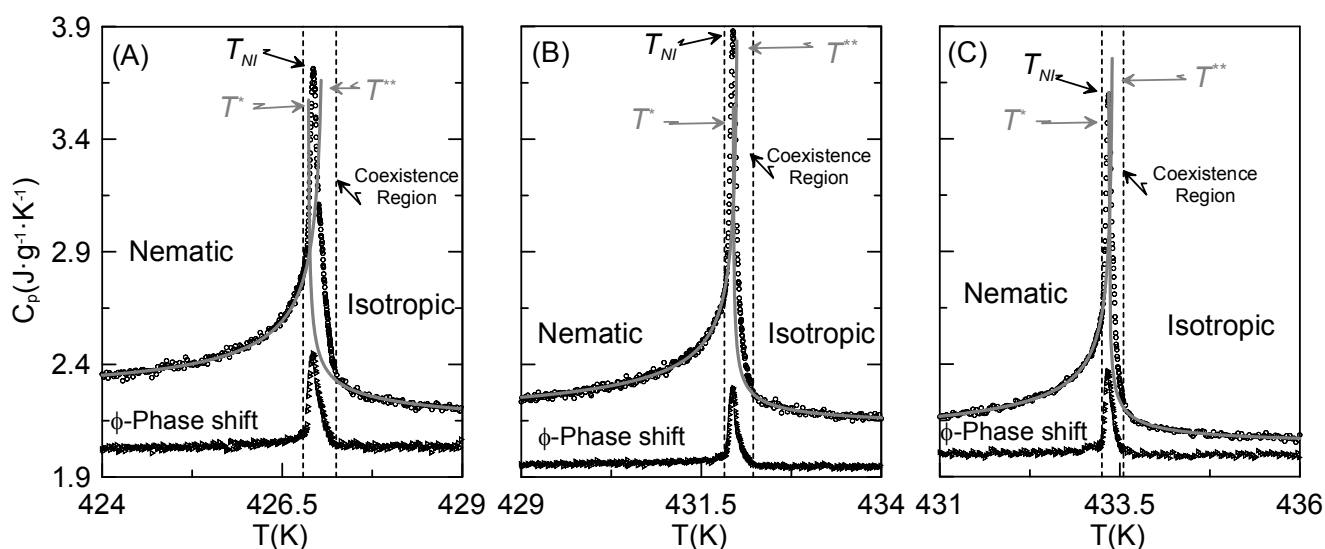 C_p(J·g⁻¹·K⁻¹)
3.9
3.4
2.9
2.4
1.9
(A)
T_NI
T**
T*
Coexistence
Region
Nematic
Isotropic
ϕ-Phase shift
424
426.5
429
T(K)
(B)
T_NI
T**
T*
Coexistence
Region
Nematic
Isotropic
ϕ-Phase shift
429
431.5
434
T(K)
(C)
T_NI
T**
T*
Coexistence
Region
Nematic
Isotropic
ϕ-Phase shift
431
433.5
436
T(K)